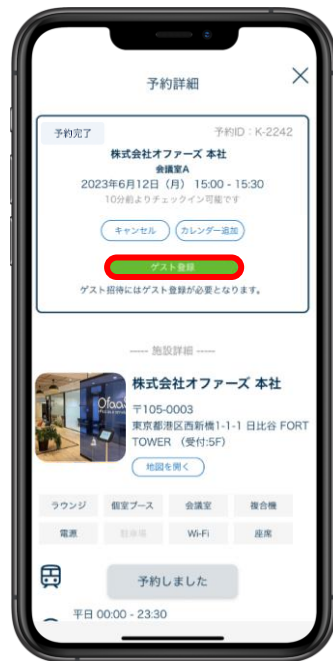 予約詳細
予約完了
予約ID：K-2242
株式会社オファーズ 本社
会議室A
2023年6月12日（月） 15:00 - 15:30
10分前よりチェックイン可能です
キャンセル
カレンダー追加
ゲスト登録
ゲスト招待にはゲスト登録が必要となります。
----- 施設詳細 -----
株式会社オファーズ 本社
〒105-0003
東京都港区西新橋1-1-1 日比谷 FORT
TOWER （受付:5F）
地図を開く
ラウンジ 個室ブース 会議室 複合機
電源 駐車場 Wi-Fi 座席
予約しました
平日 00:00 - 23:30